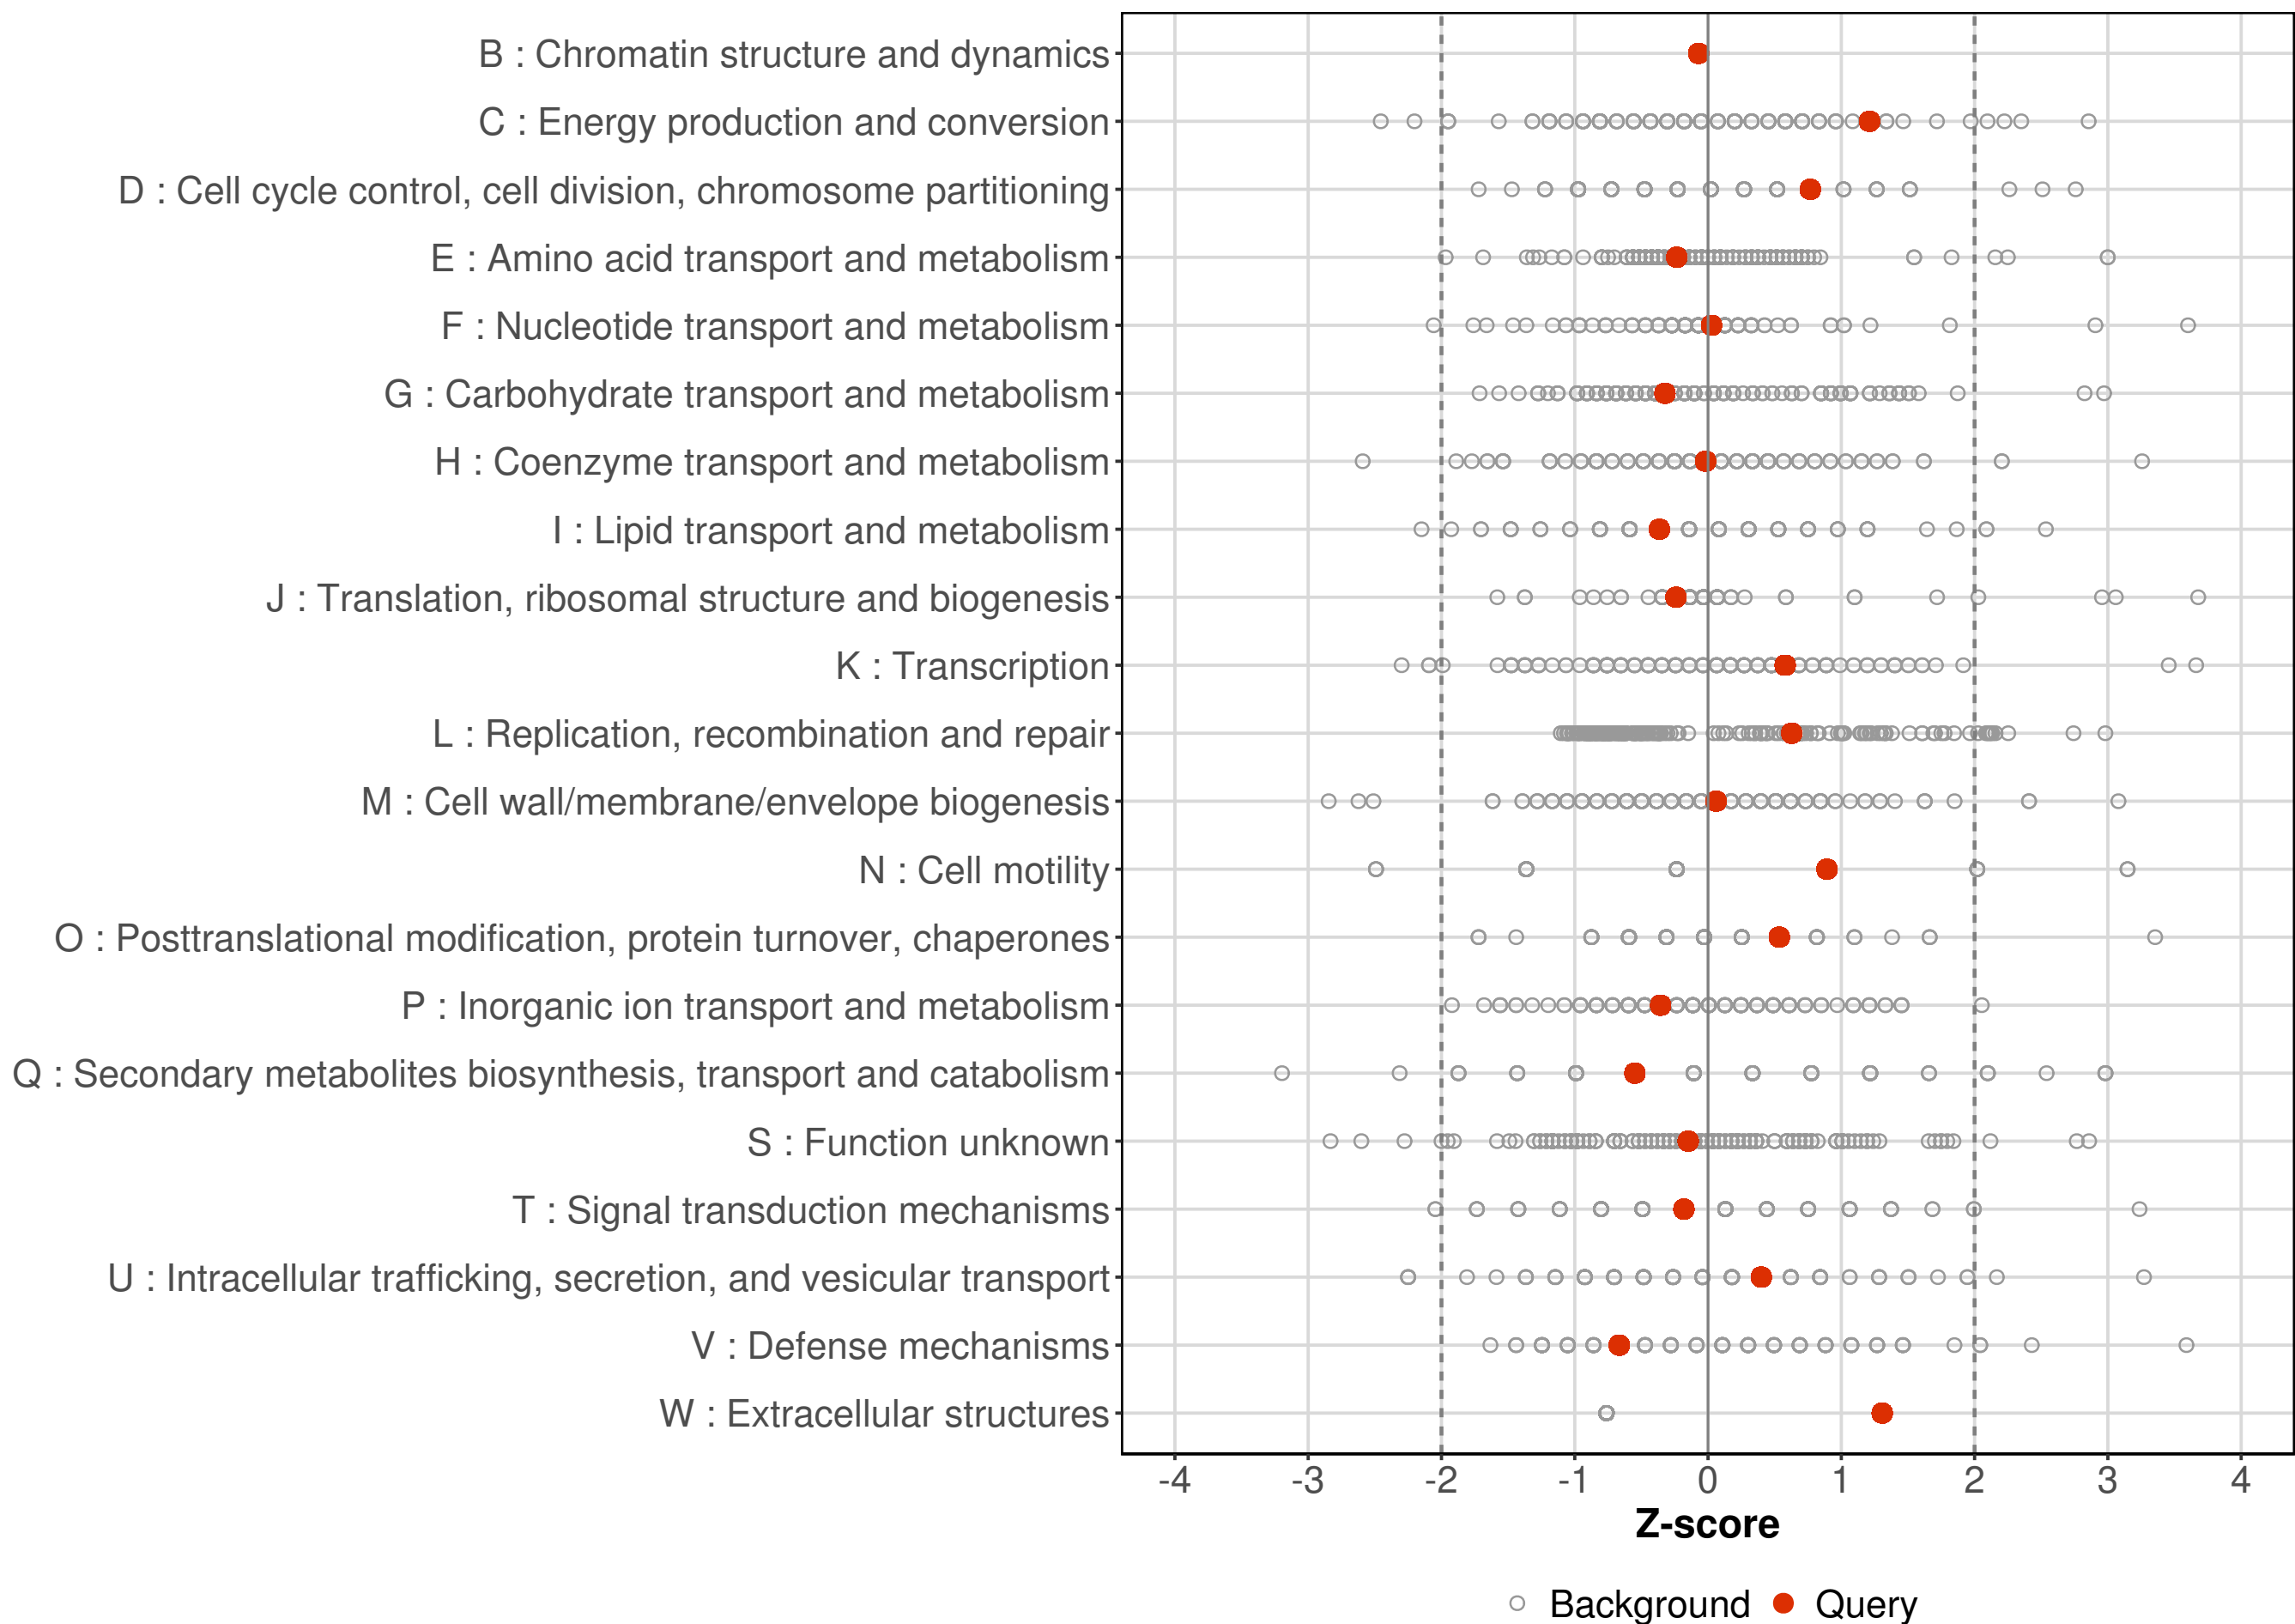 B : Chromatin structure and dynamics
C : Energy production and conversion
D : Cell cycle control, cell division, chromosome partitioning
E : Amino acid transport and metabolism
F : Nucleotide transport and metabolism
G : Carbohydrate transport and metabolism
H : Coenzyme transport and metabolism
I : Lipid transport and metabolism
J : Translation, ribosomal structure and biogenesis
K : Transcription
L : Replication, recombination and repair
M : Cell wall/membrane/envelope biogenesis
N : Cell motility
O : Posttranslational modification, protein turnover, chaperones
P : Inorganic ion transport and metabolism
Q : Secondary metabolites biosynthesis, transport and catabolism
S : Function unknown
T : Signal transduction mechanisms
U : Intracellular trafficking, secretion, and vesicular transport
V : Defense mechanisms
W : Extracellular structures
-4 -3 -2 -1 0 1 2 3 4
Z-score
Background Query